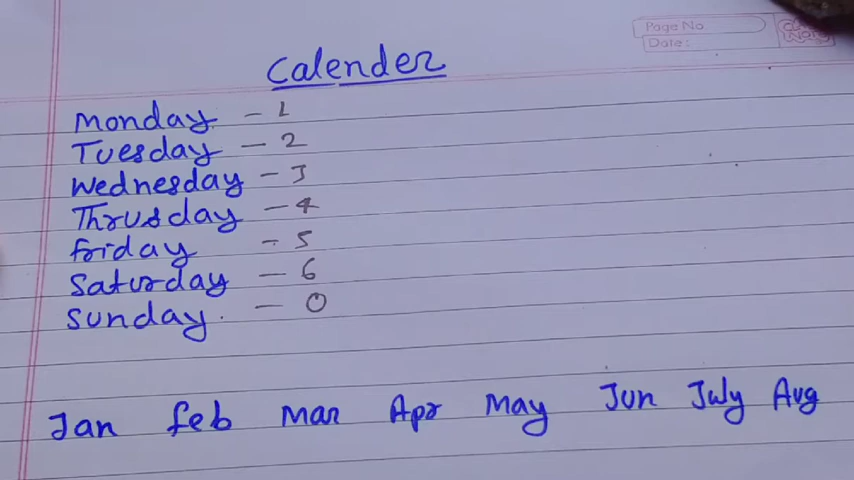 Page No.
Date:
Calender
Monday - 1
Tuesday - 2
Wednesday - 3
Thrusday - 4
friday - 5
Saturday - 6
Sunday - 0
Jan feb Mar Apr May Jun July Aug